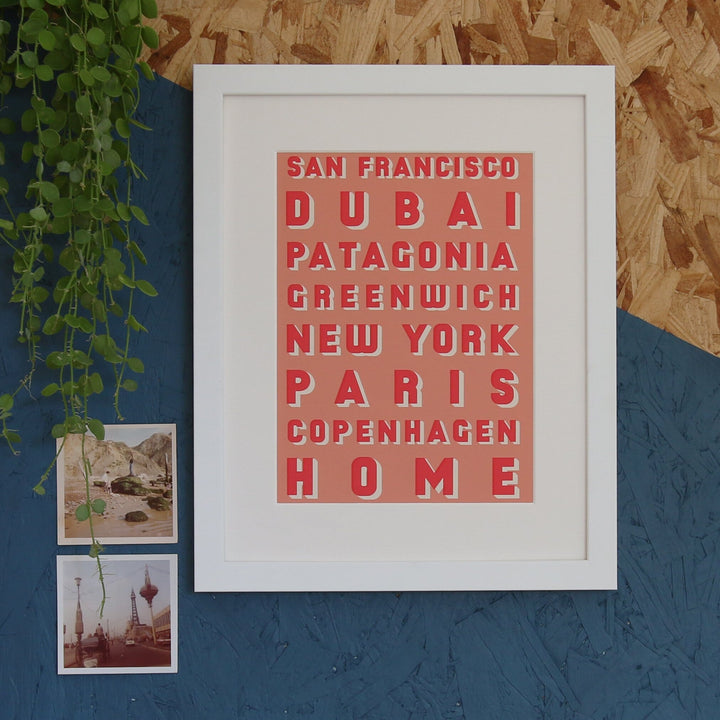 SAN FRANCISCO
DUBAI
PATAGONIA
GREENWICH
NEW YORK
PARIS
COPENHAGEN
HOME